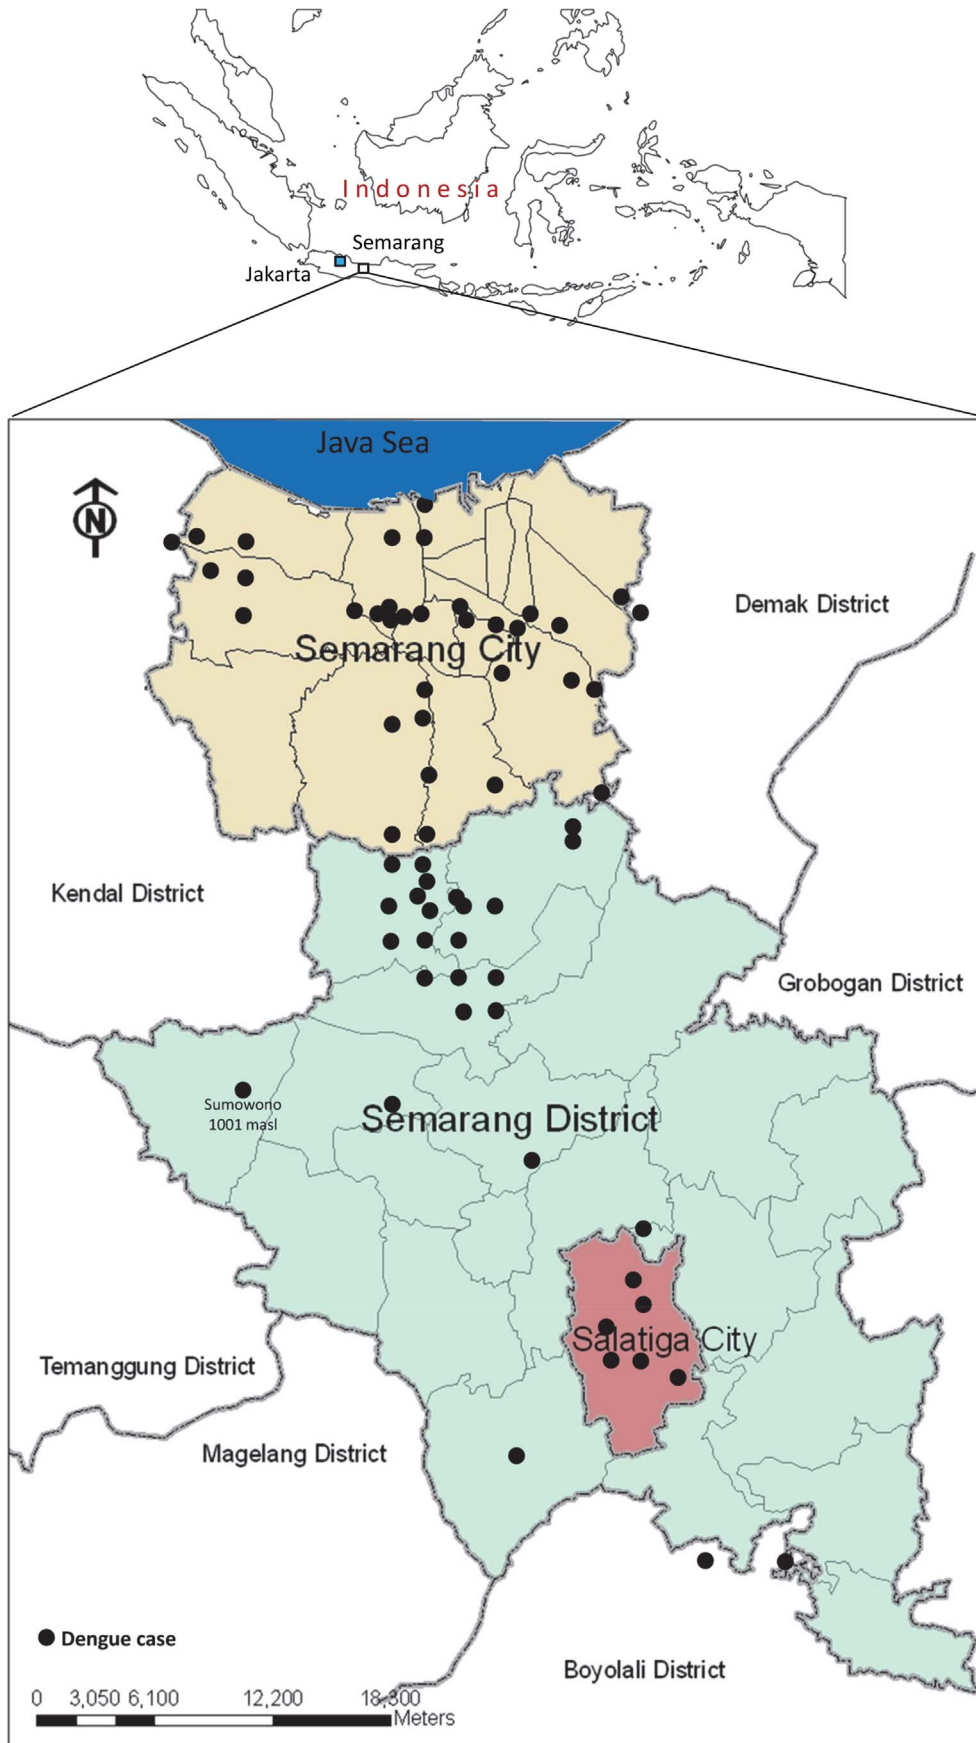 Indonesia
Semarang
Jakarta
Java Sea
N
Demak District
Semarang City
Kendal District
Grobogan District
Sumowono
1001 masl
Semarang District
Salatiga City
Temanggung District
Magelang District
Dengue case
Boyolali District
0 3,050 6,100 12,200 18,300
Meters